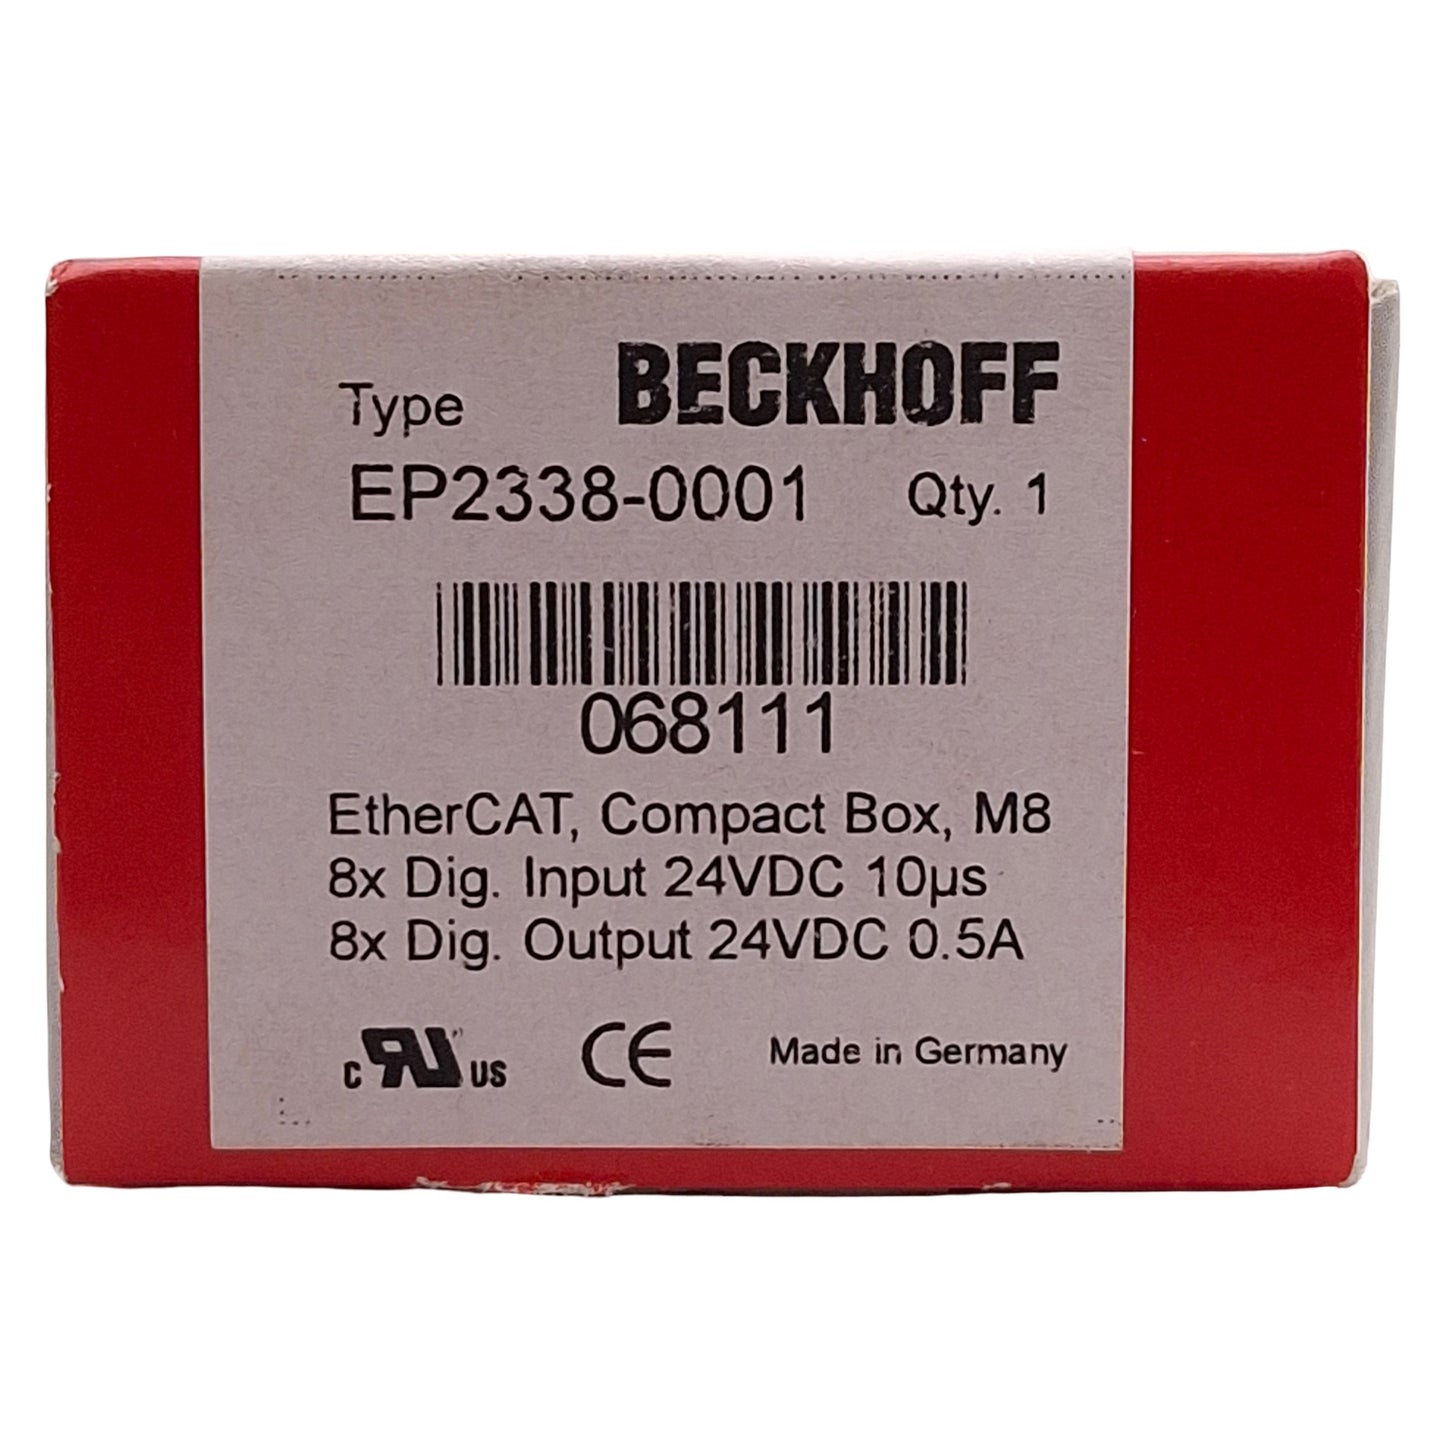 BECKHOFF
Type
EP2338-0001 Qty. 1
068111
EtherCAT, Compact Box, M8
8x Dig. Input 24VDC 10µs
8x Dig. Output 24VDC 0.5A
c RU US CE Made in Germany